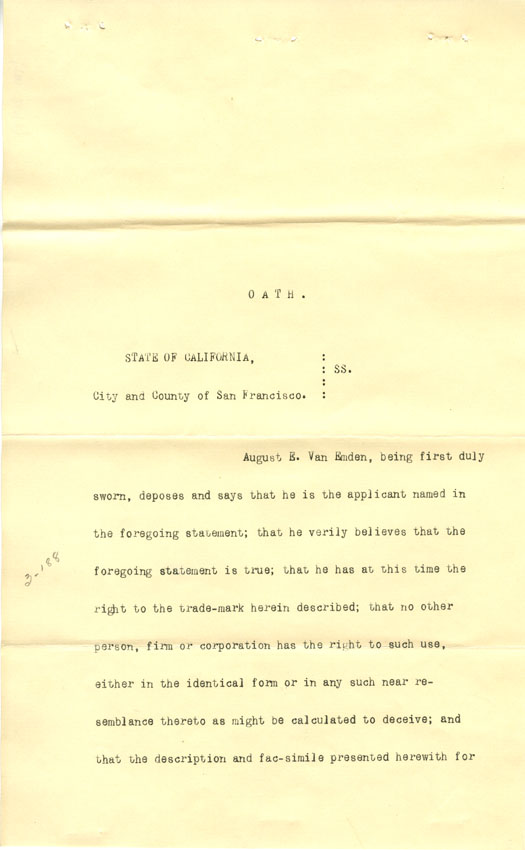 O A T H .
STATE OF CALIFORNIA, :
: SS.
:
City and County of San Francisco. :
August E. Van Emden, being first duly
sworn, deposes and says that he is the applicant named in
the foregoing statement; that he verily believes that the
foregoing statement is true; that he has at this time the
3-188
right to the trade-mark herein described; that no other
person, firm or corporation has the right to such use,
either in the identical form or in any such near re-
semblance thereto as might be calculated to deceive; and
that the description and fac-simile presented herewith for